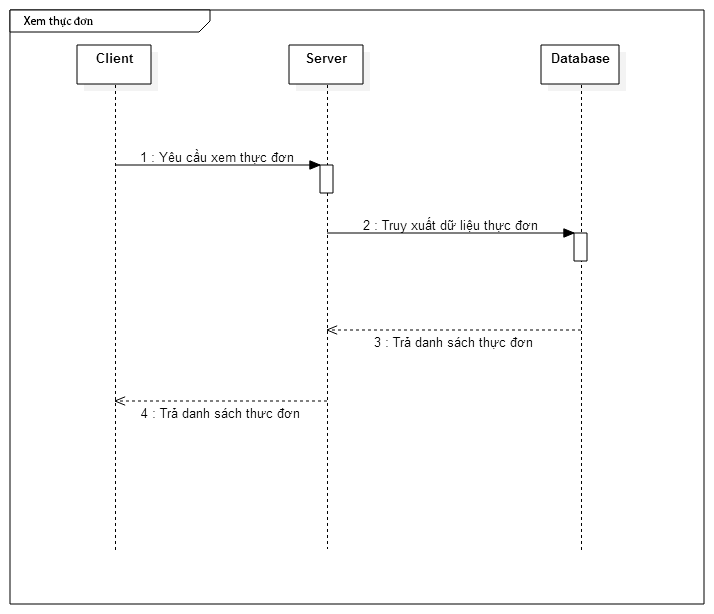 Xem thực đơn
Client
Server
Database
1 : Yêu cầu xem thực đơn
2 : Truy xuất dữ liệu thực đơn
3 : Trả danh sách thực đơn
4 : Trả danh sách thưc đơn